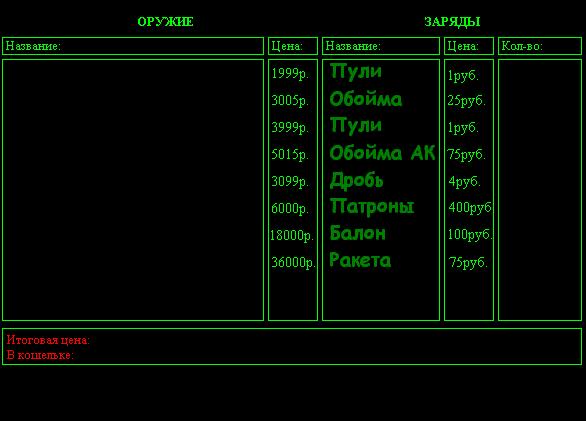 ОРУЖИЕ ЗАРЯДЫ
Название: Цена: Название: Цена: Кол-во:
1999р. Пули 1руб.
3005р. Обойма 25руб.
3999р. Пули 1руб.
5015р. Обойма АК 75руб.
3099р. Дробь 4руб.
6000р. Патроны 400руб
18000р. Балон 100руб.
36000р. Ракета 75руб.
Итоговая цена:
В кошельке: